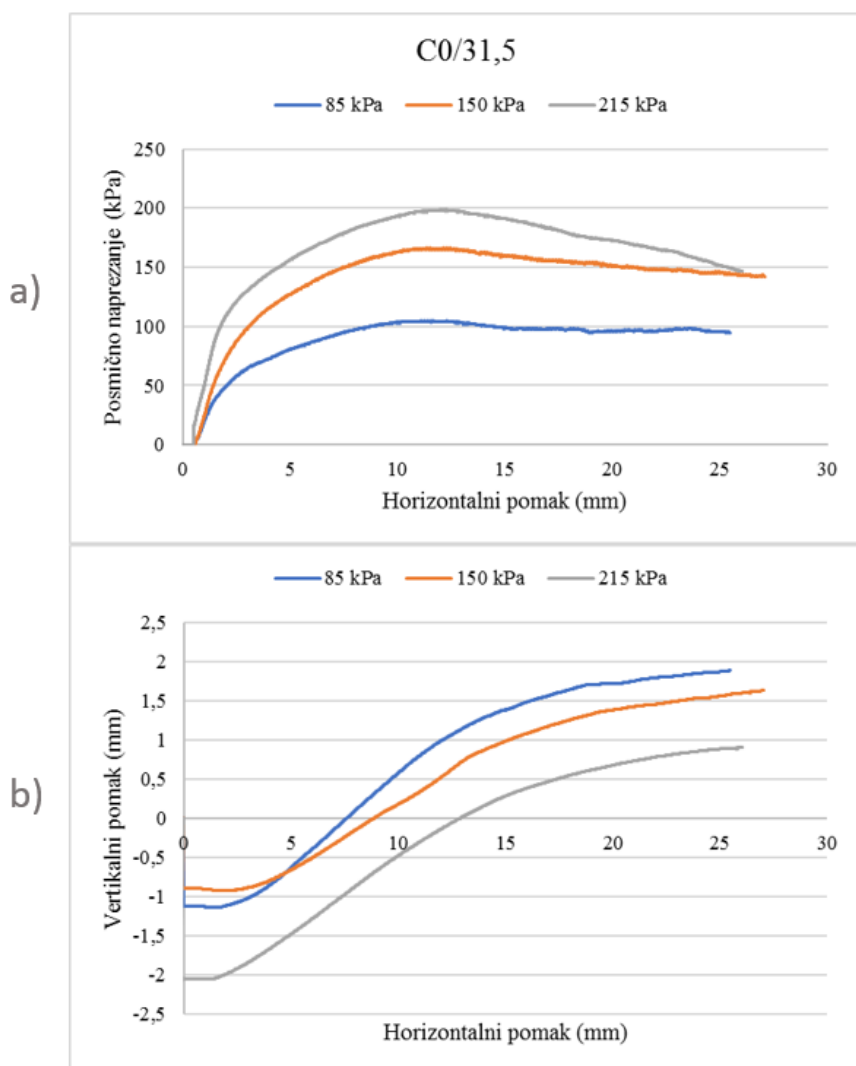 C0/31,5
85 kPa 150 kPa 215 kPa
a)
Posmično naprezanje (kPa)
250
200
150
100
50
0
0 5 10 15 20 25 30
Horizontalni pomak (mm)
85 kPa 150 kPa 215 kPa
b)
Vertikalni pomak (mm)
2,5
2
1,5
1
0,5
0
0 5 10 15 20 25 30
-0,5
-1
-1,5
-2
-2,5
Horizontalni pomak (mm)